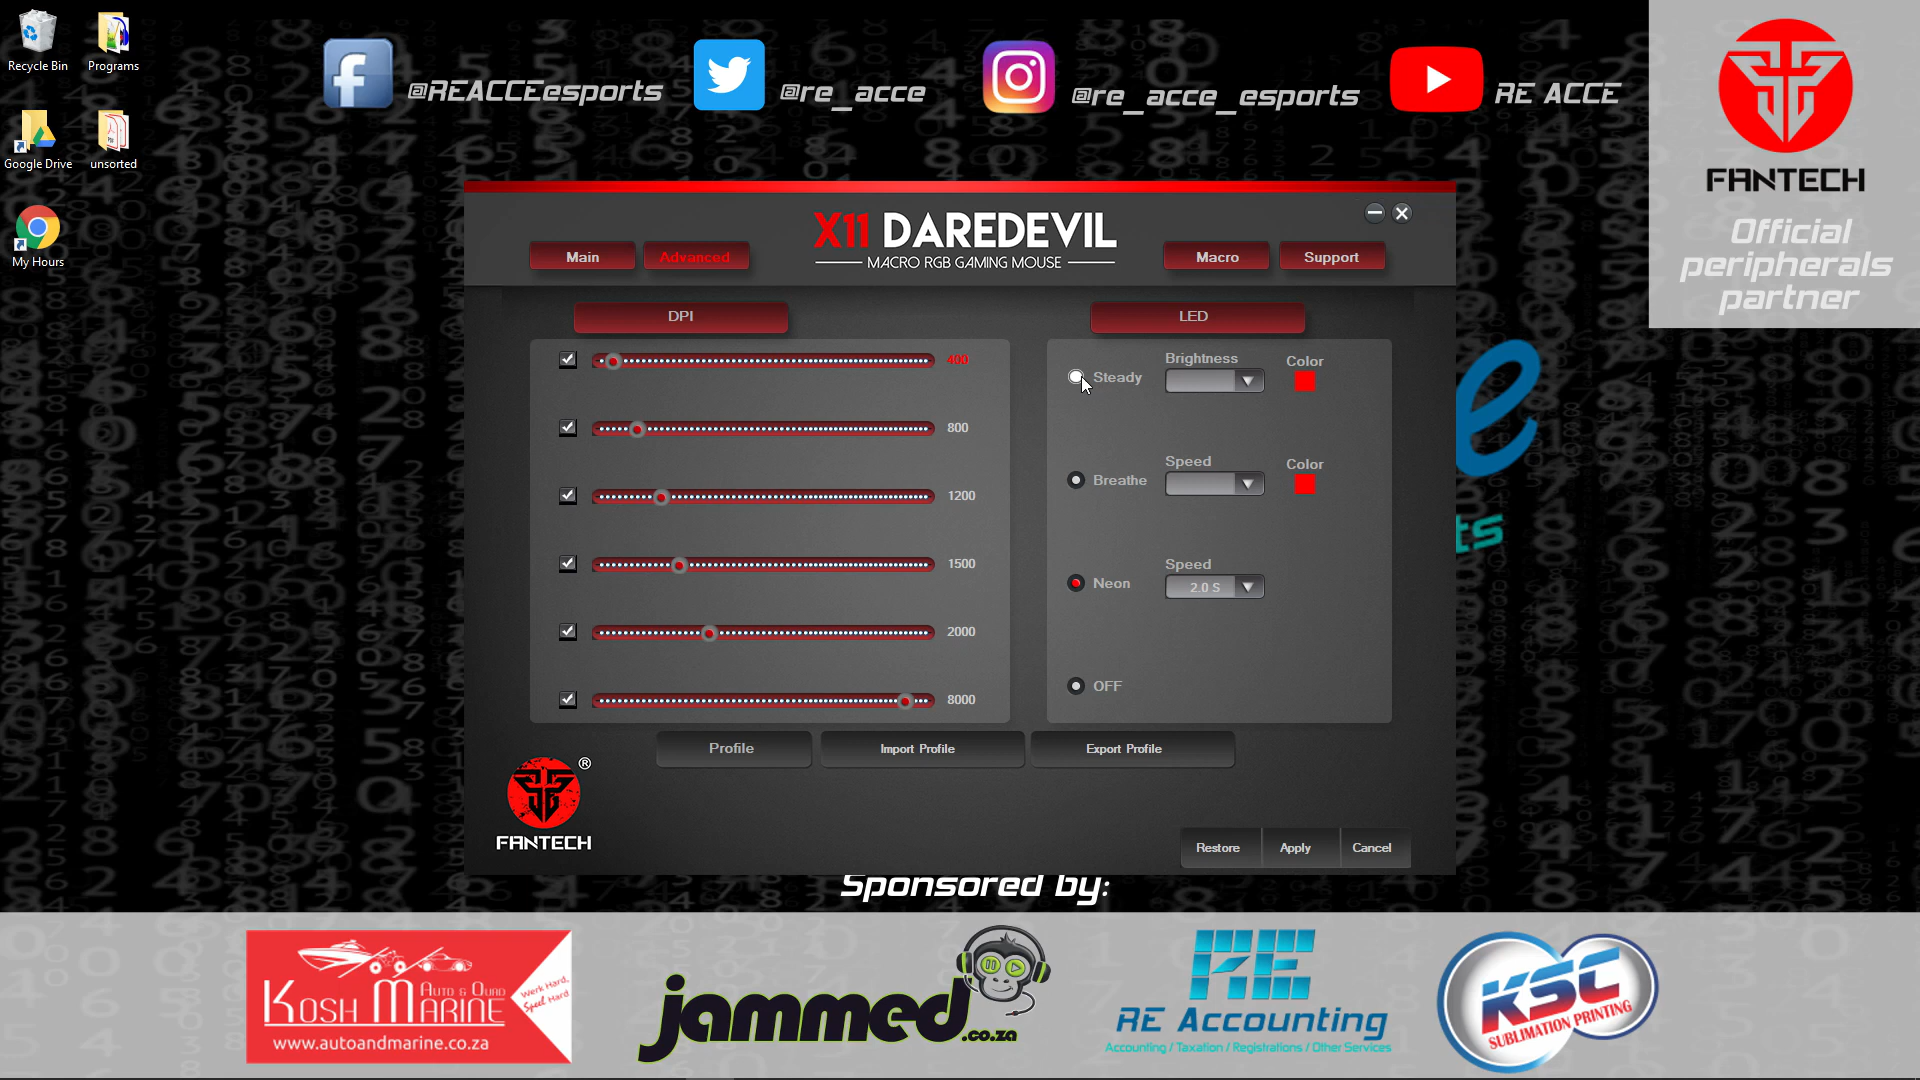 Recycle Bin
Programs
Google Drive
unsorted
My Hours
@REACCEesports
@re_acce
@re_acce_esports
RE ACCE
FANTECH
Official
peripherals
partner
X11 DAREDEVIL
MACRO RGB GAMING MOUSE
Main
Advanced
Macro
Support
DPI
400
800
1200
1500
2000
8000
LED
Steady
Brightness
Color
Breathe
Speed
Color
Neon
Speed
2.0 S
OFF
Profile
Import Profile
Export Profile
®
FANTECH
Restore
Apply
Cancel
e
ts
Sponsored by:
KOSH MARINE
AUTO & QUAD
Werk Hard,
Speel Hard.
www.autoandmarine.co.za
jammed.co.za
RE
RE Accounting
Accounting / Taxation / Registrations / Other Services
KSC
SUBLIMATION PRINTING